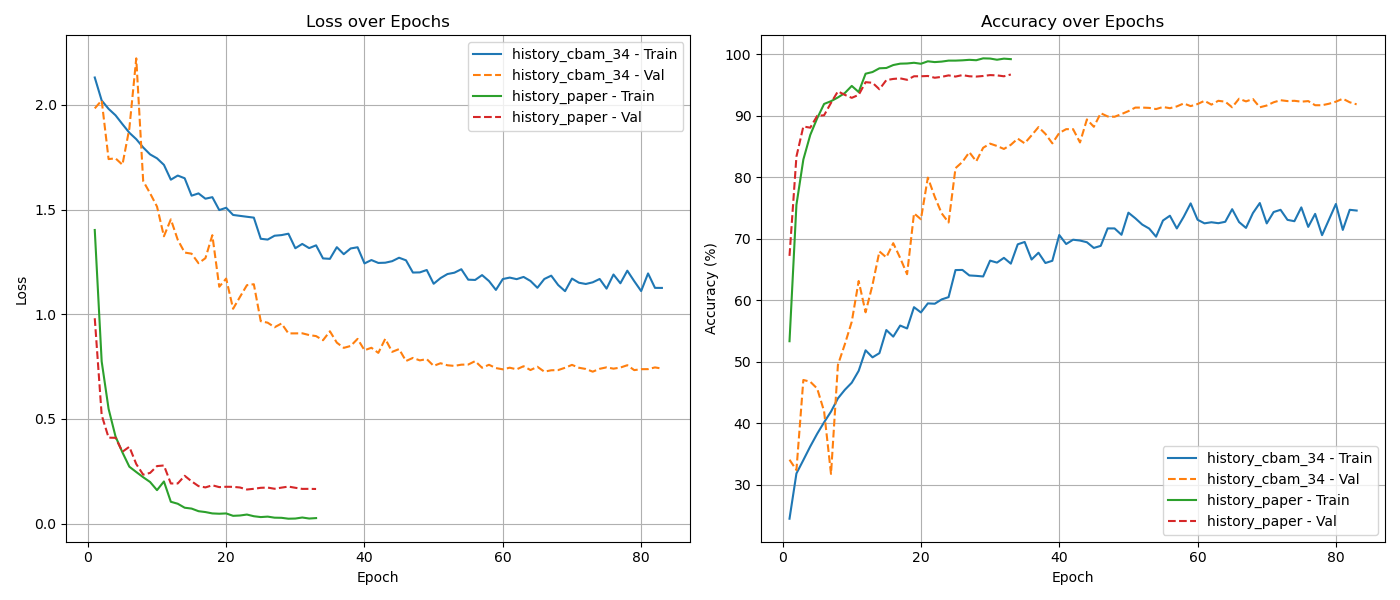 Loss over Epochs
history_cbam_34 - Train
history_cbam_34 - Val
history_paper - Train
history_paper - Val
2.0
1.5
1.0
0.5
0.0
Loss
0
20
40
60
80
Epoch
Accuracy over Epochs
100
90
80
70
60
50
40
30
Accuracy (%)
history_cbam_34 - Train
history_cbam_34 - Val
history_paper - Train
history_paper - Val
0
20
40
60
80
Epoch